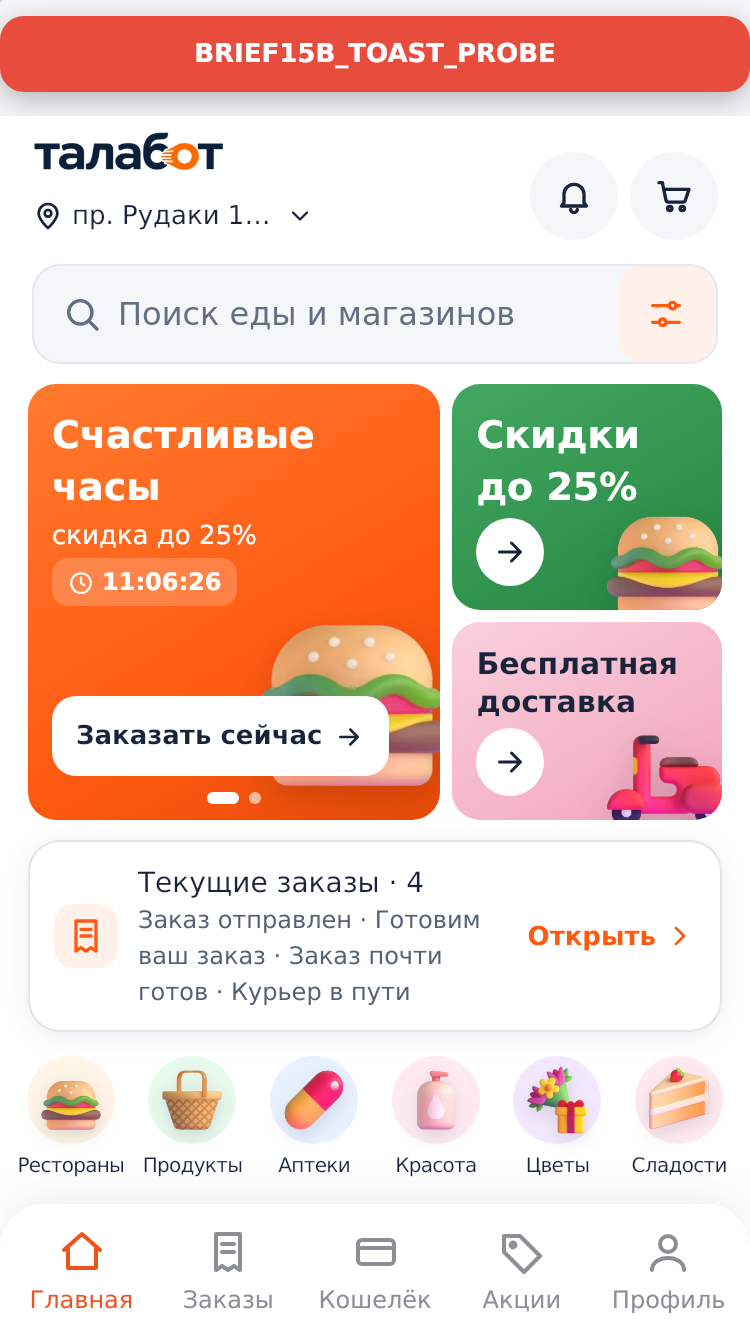 BRIEF15B_TOAST_PROBE
талабот
пр. Рудаки 1...
Поиск еды и магазинов
Счастливые
часы
скидка до 25%
11:06:26
Заказать сейчас
Скидки
до 25%
Бесплатная
доставка
Текущие заказы · 4
Заказ отправлен · Готовим
ваш заказ · Заказ почти
готов · Курьер в пути
Открыть
Рестораны
Продукты
Аптеки
Красота
Цветы
Сладости
Главная
Заказы
Кошелёк
Акции
Профиль